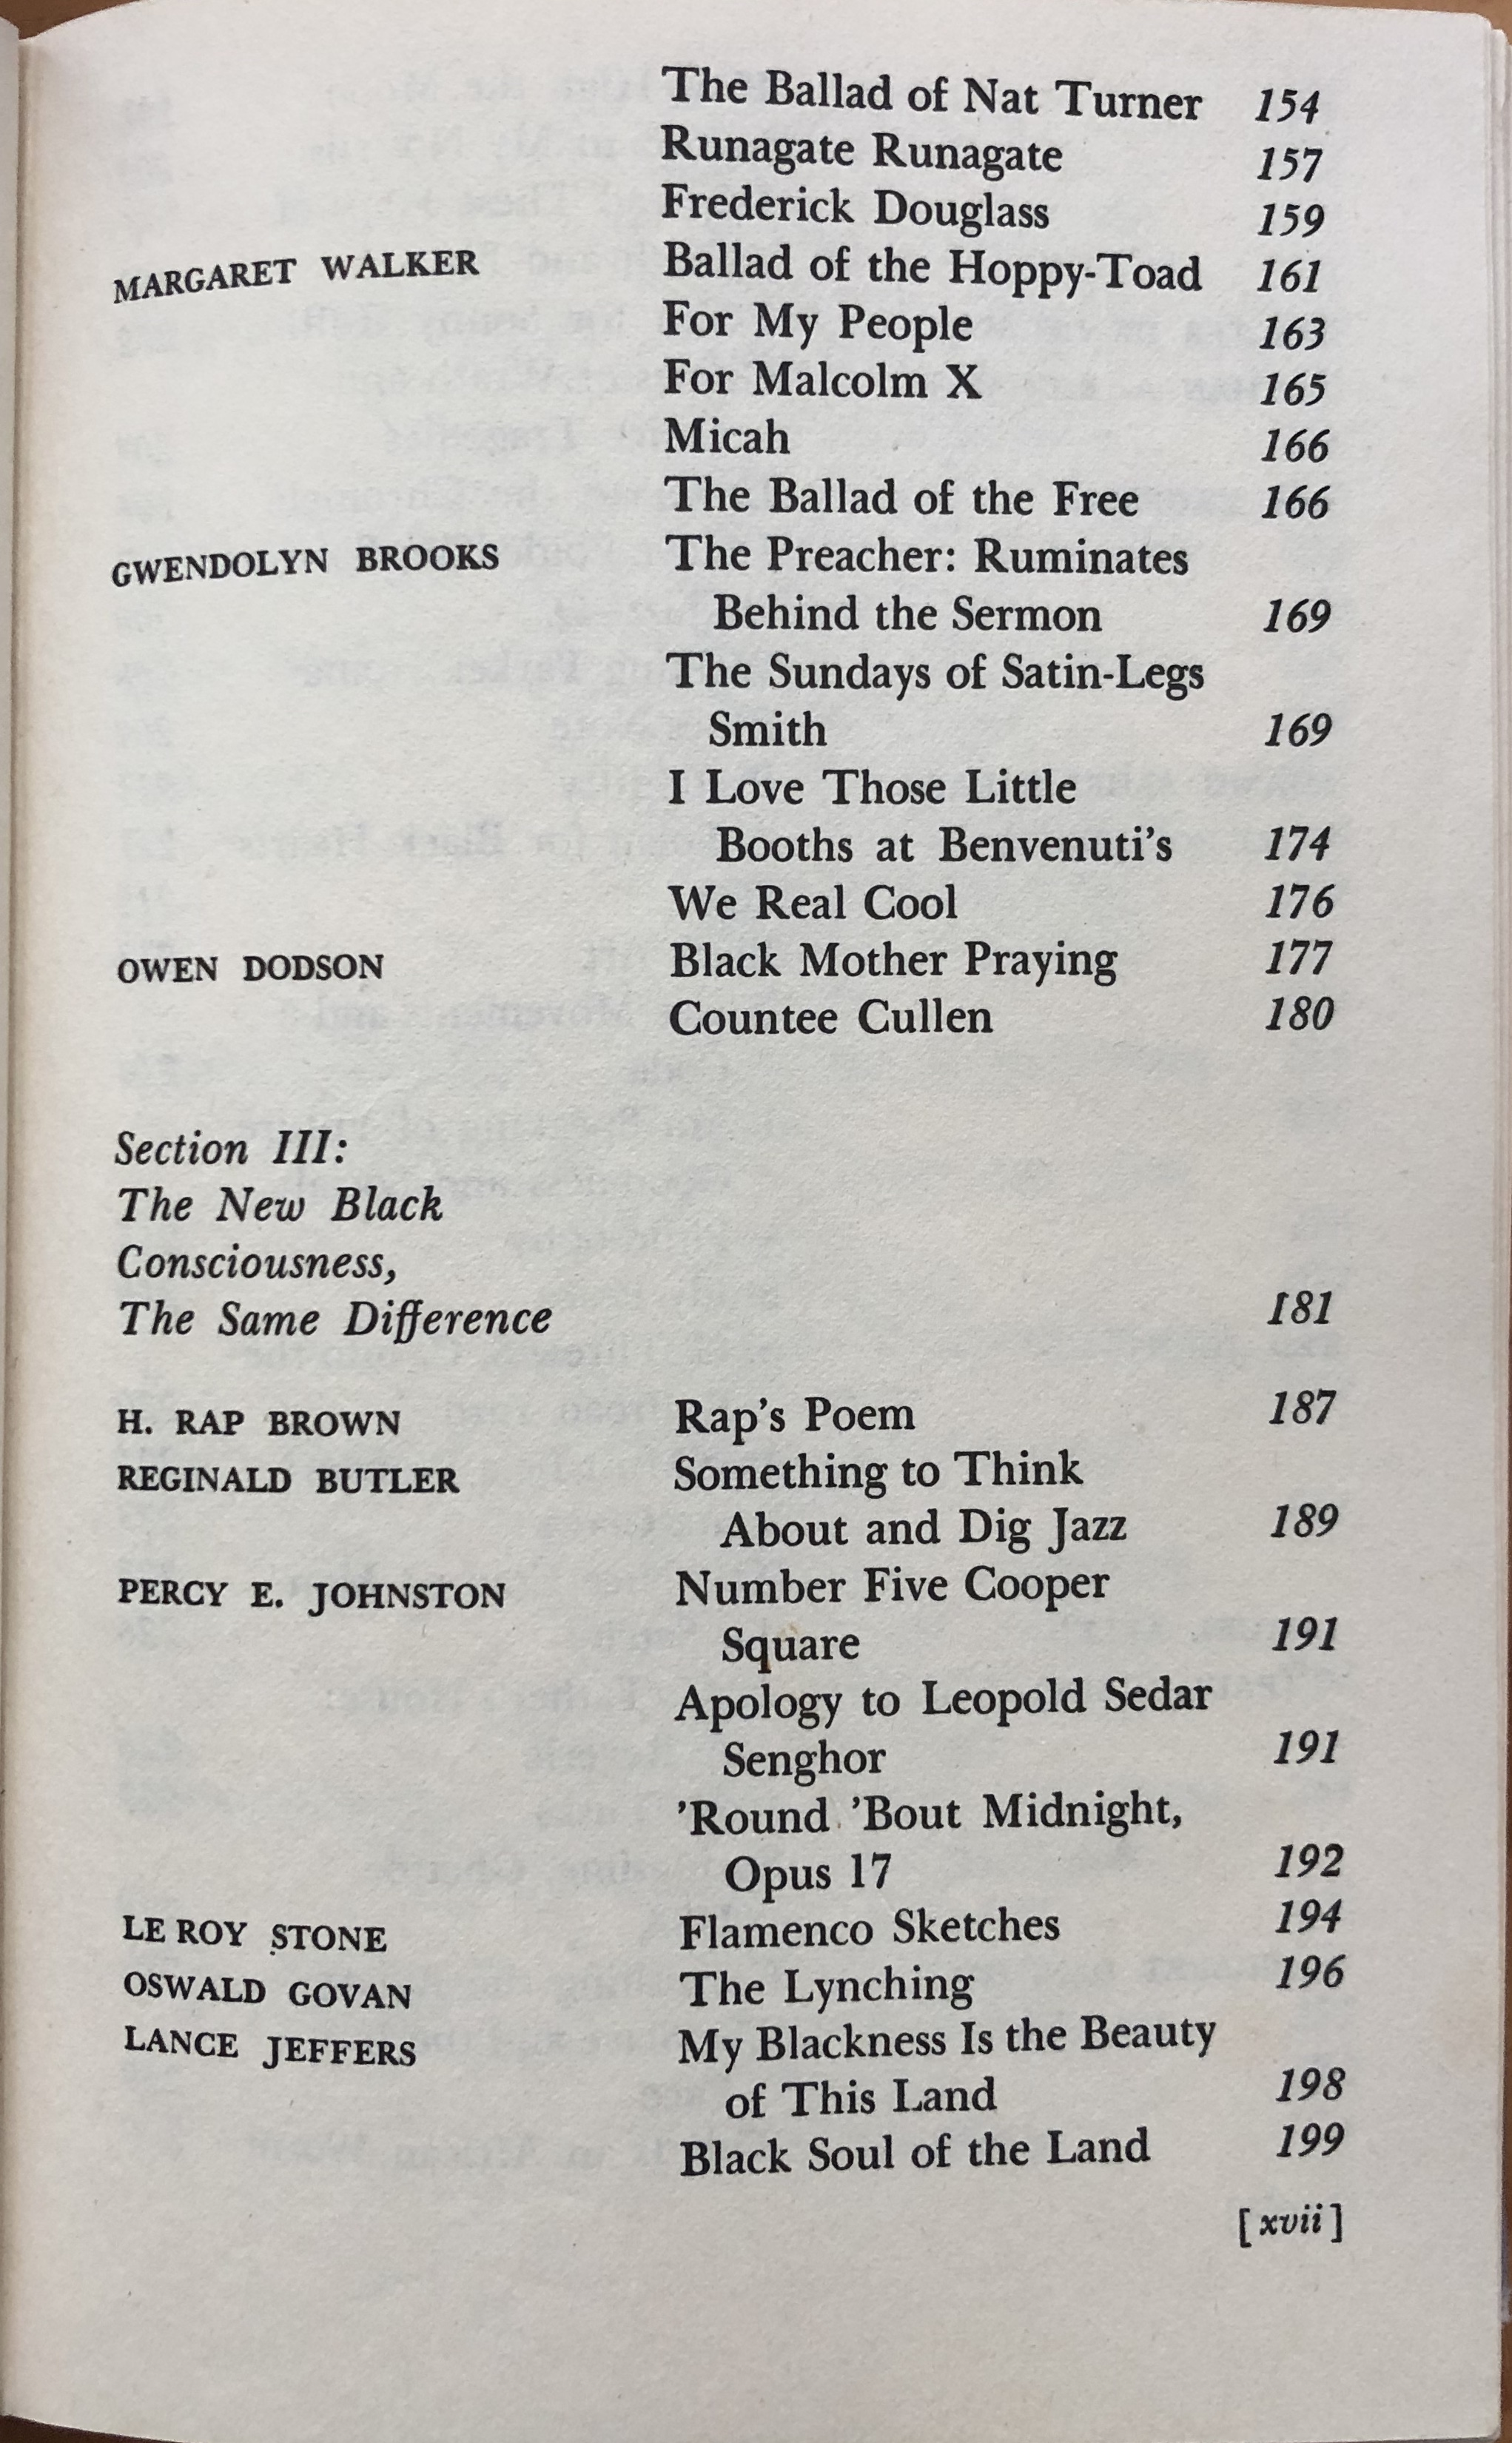 The Ballad of Nat Turner 154
Runagate Runagate 157
Frederick Douglass 159
MARGARET WALKER Ballad of the Hoppy-Toad 161
For My People 163
For Malcolm X 165
Micah 166
The Ballad of the Free 166
GWENDOLYN BROOKS The Preacher: Ruminates
Behind the Sermon 169
The Sundays of Satin-Legs
Smith 169
I Love Those Little
Booths at Benvenuti's 174
We Real Cool 176
OWEN DODSON Black Mother Praying 177
Countee Cullen 180
Section III:
The New Black
Consciousness,
The Same Difference 181
H. RAP BROWN Rap's Poem 187
REGINALD BUTLER Something to Think
About and Dig Jazz 189
PERCY E. JOHNSTON Number Five Cooper
Square 191
Apology to Leopold Sedar
Senghor 191
'Round 'Bout Midnight,
Opus 17 192
LE ROY STONE Flamenco Sketches 194
OSWALD GOVAN The Lynching 196
LANCE JEFFERS My Blackness Is the Beauty
of This Land 198
Black Soul of the Land 199
[xvii]